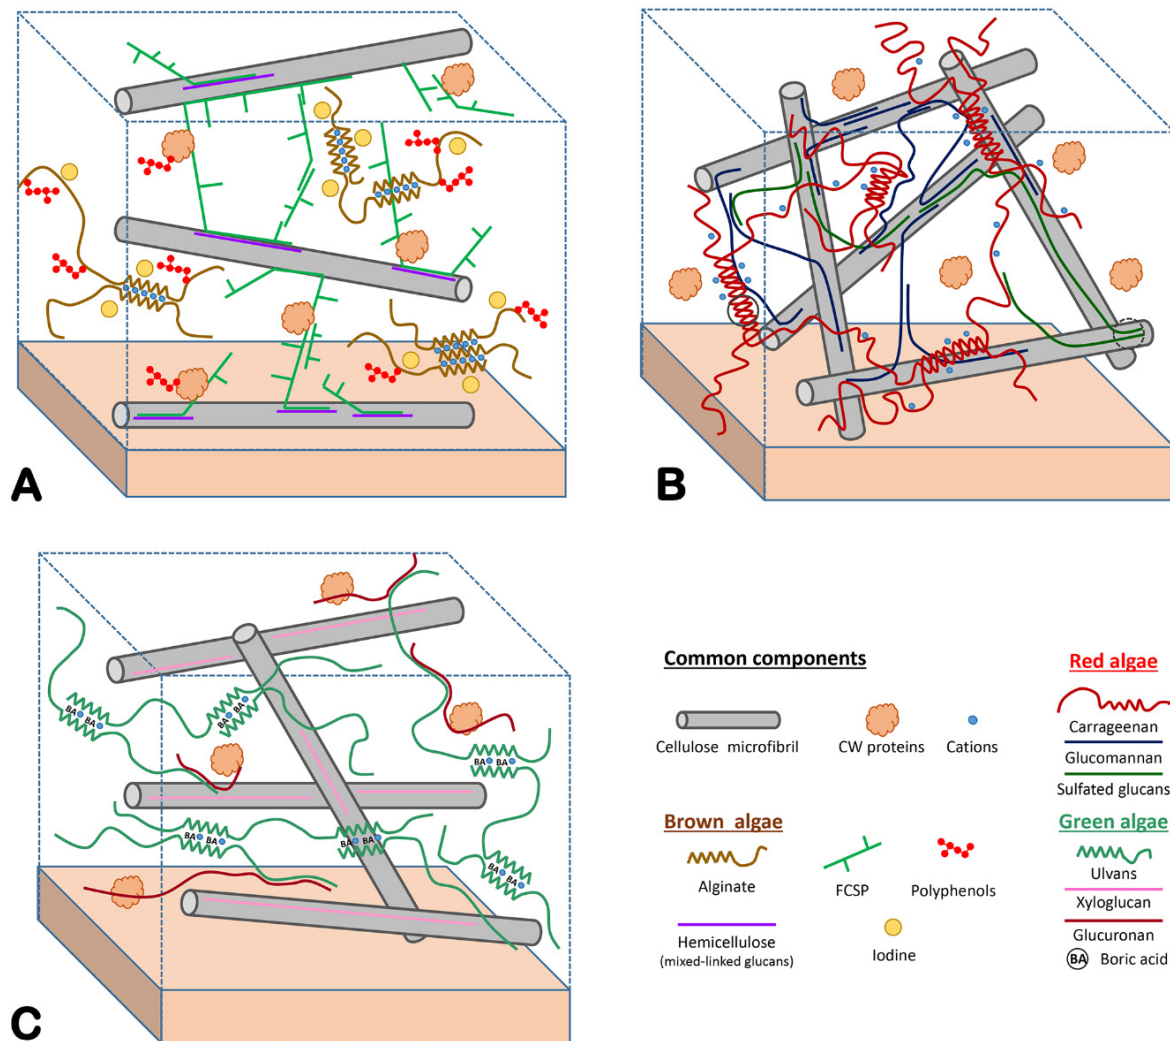 A
B
BA BA
BA BA
BA BA
BA BA
BA BA
BA BA
C
Common components
Cellulose microfibril
CW proteins
Cations
Red algae
Carrageenan
Glucomannan
Sulfated glucans
Brown algae
Alginate
FCSP
Polyphenols
Hemicellulose
(mixed-linked glucans)
Iodine
Green algae
Ulvans
Xyloglucan
Glucuronan
BA Boric acid